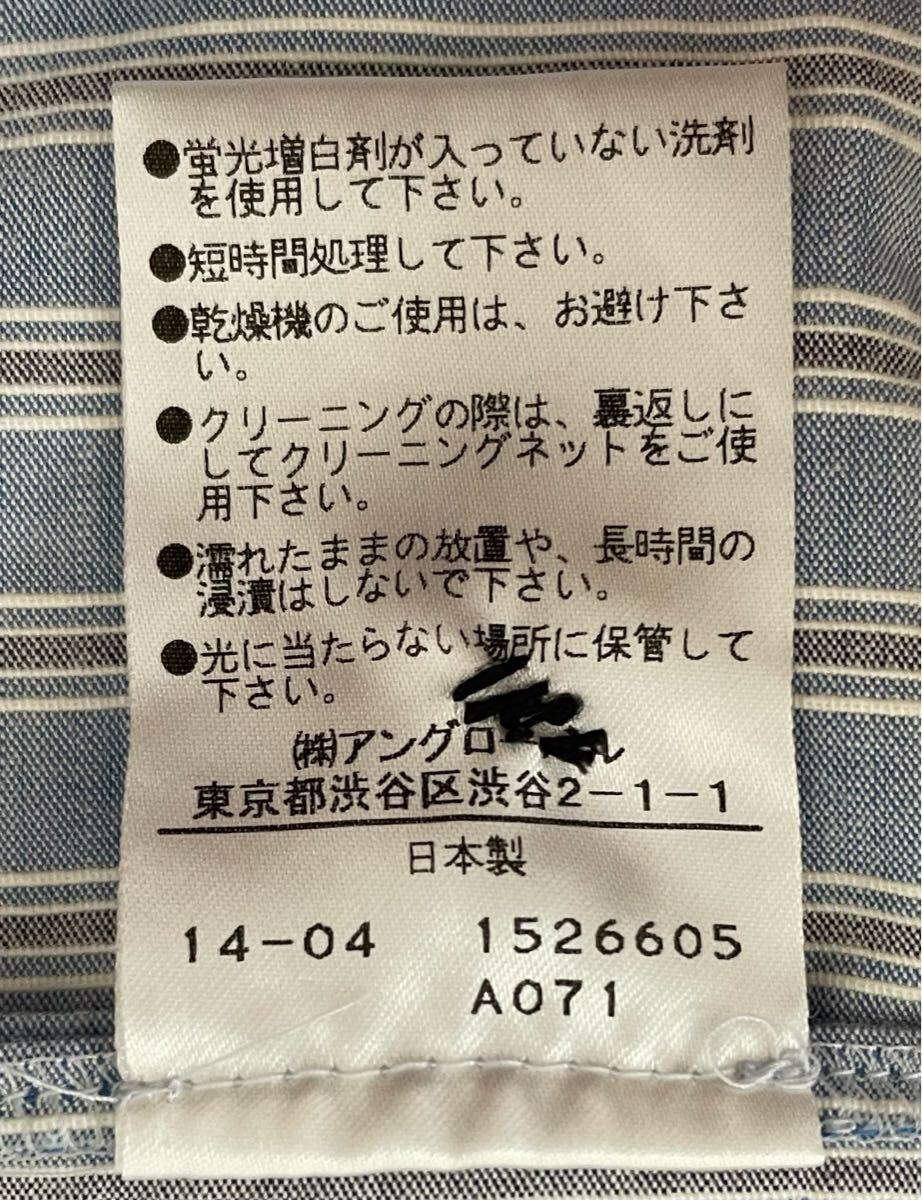 ●蛍光増白剤が入っていない洗剤
を使用して下さい。
●短時間処理して下さい。
●乾燥機のご使用は、お避け下さ
い。
●クリーニングの際は、裏返しに
してクリーニングネットをご使
用下さい。
●濡れたままの放置や、長時間の
浸漬はしないで下さい。
●光に当たらない場所に保管して
下さい。
㈱アングロ
東京都渋谷区渋谷2-1-1
日本製
14-04 1526605
A071